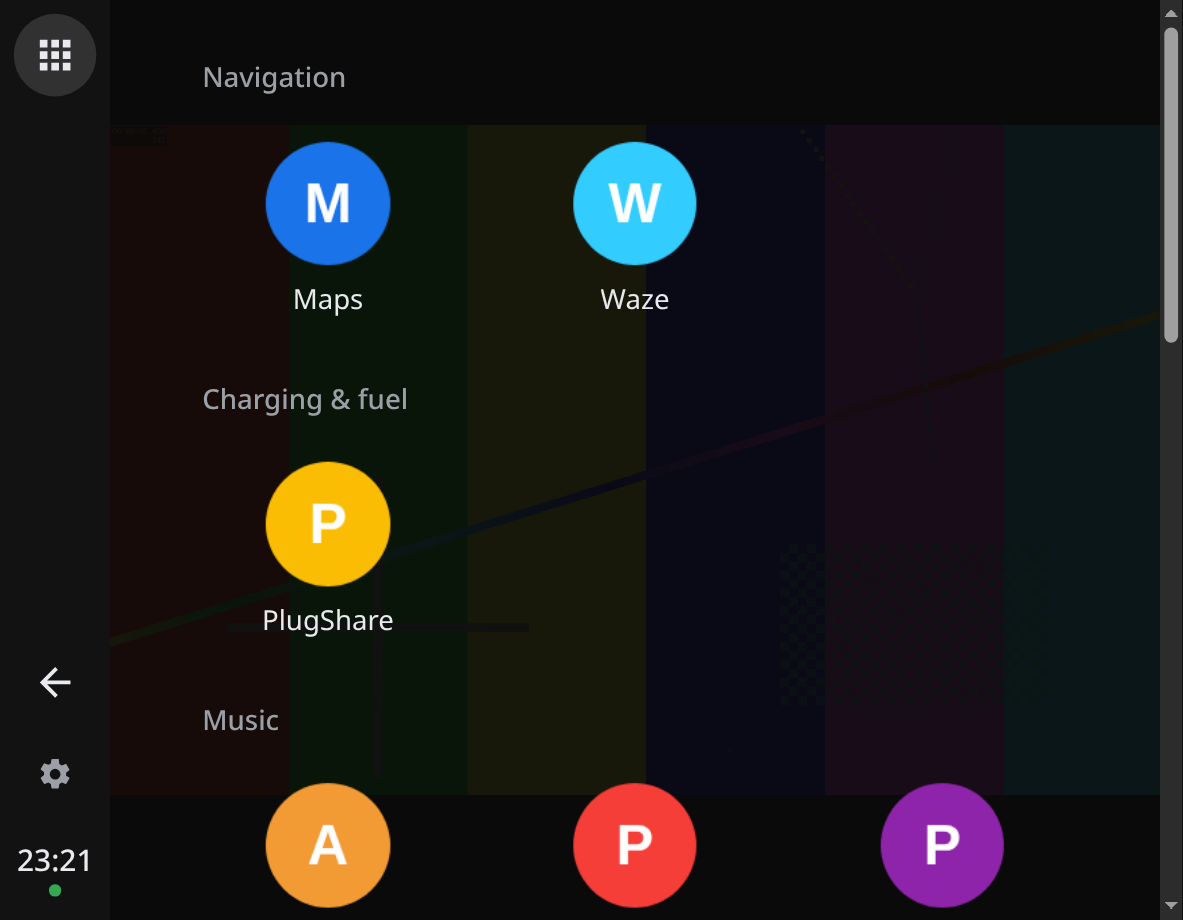 Navigation
M
W
Maps
Waze
Charging & fuel
P
PlugShare
Music
A
P
P
23:21